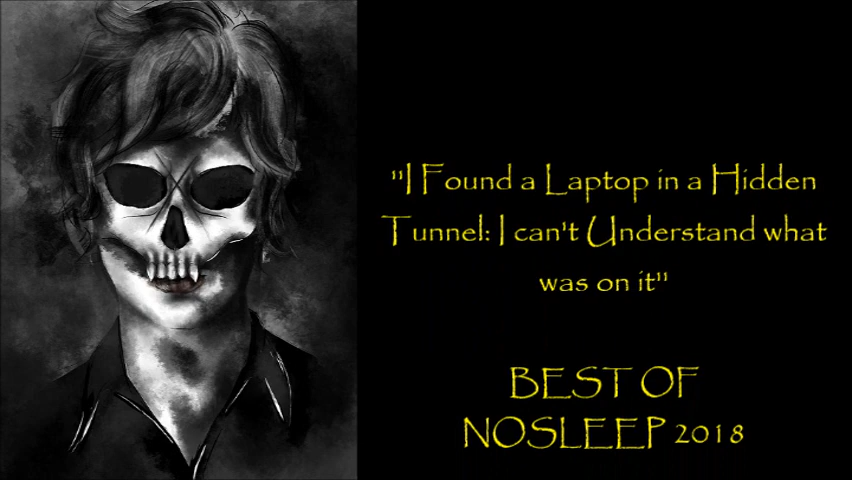 "I Found a Laptop in a Hidden
Tunnel: I can't Understand what
was on it"
BEST OF
NOSLEEP 2018